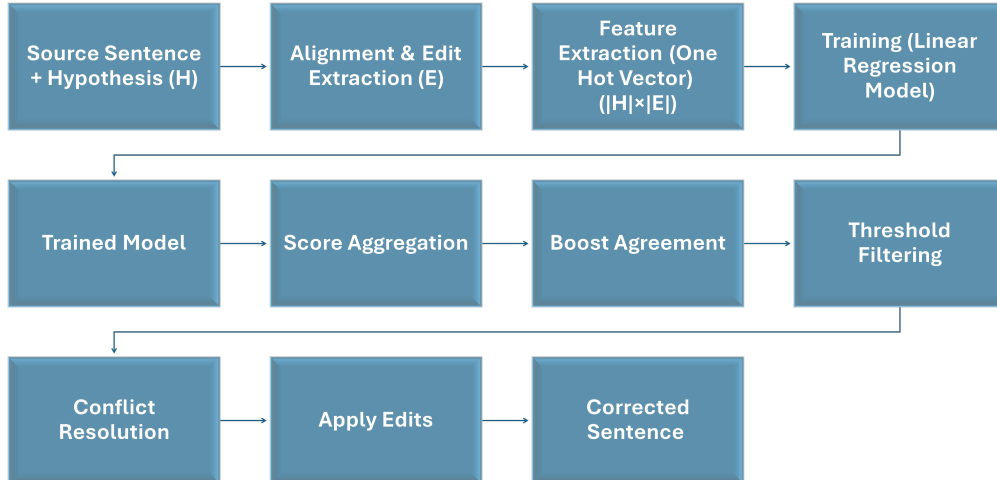 Source Sentence
+ Hypothesis (H)
Alignment & Edit
Extraction (E)
Feature
Extraction (One
Hot Vector)
(|H|×|E|)
Training (Linear
Regression
Model)
Trained Model
Score Aggregation
Boost Agreement
Threshold
Filtering
Conflict
Resolution
Apply Edits
Corrected
Sentence